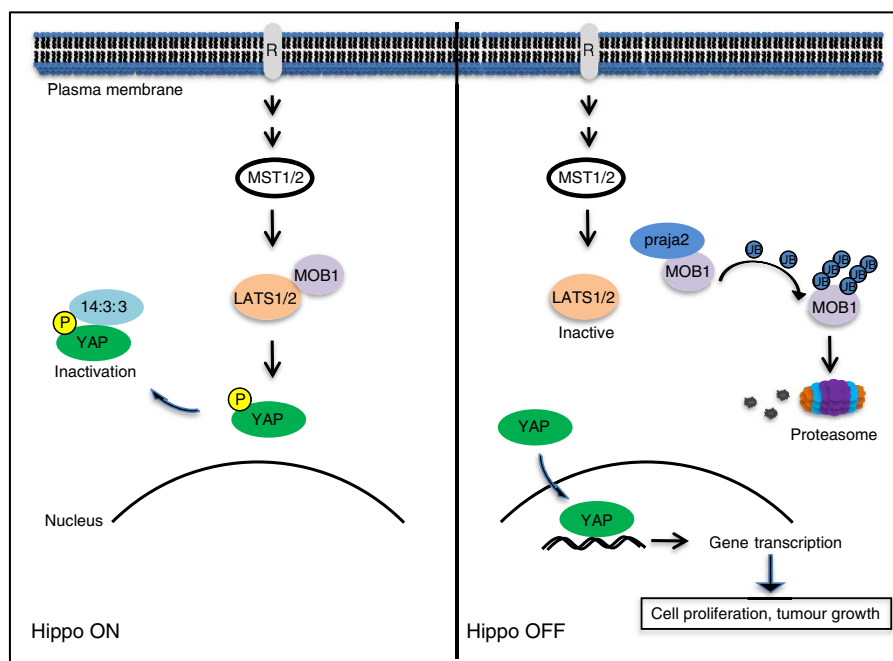 R
Plasma membrane
MST1/2
MOB1
LATS1/2
14:3:3
P
YAP
Inactivation
P
YAP
Nucleus
Hippo ON
R
MST1/2
praja2
MOB1
UB
UB
UB
UB
UB
UB
UB
UB
MOB1
LATS1/2
Inactive
Proteasome
YAP
YAP
Gene transcription
Cell proliferation, tumour growth
Hippo OFF